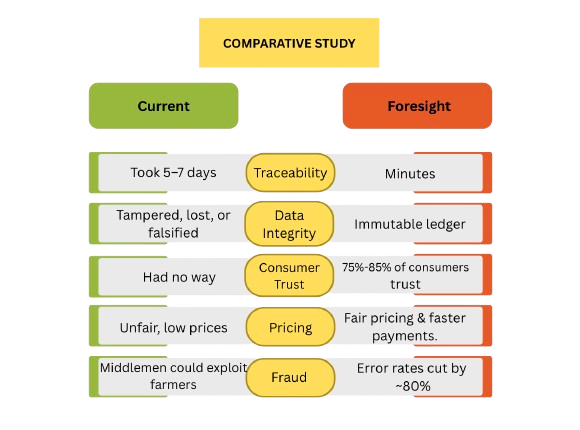 COMPARATIVE STUDY
Current
Foresight
Took 5–7 days
Traceability
Minutes
Tampered, lost, or
falsified
Data
Integrity
Immutable ledger
Had no way
Consumer
Trust
75%-85% of consumers
trust
Unfair, low prices
Pricing
Fair pricing & faster
payments.
Middlemen could exploit
farmers
Fraud
Error rates cut by
~80%